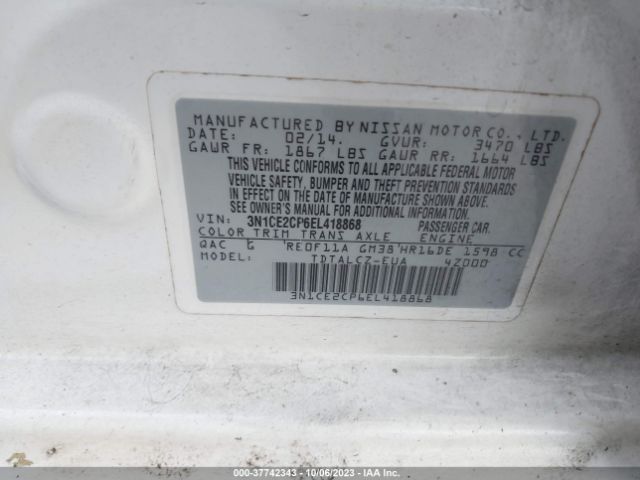 MANUFACTURED BY NISSAN MOTOR CO., LTD.
DATE: 02/14. GVWR: 3470 LBS
GAWR FR: 1867 LBS GAWR RR: 1664 LBS
THIS VEHICLE CONFORMS TO ALL APPLICABLE FEDERAL MOTOR
VEHICLE SAFETY, BUMPER AND THEFT PREVENTION STANDARDS
IN EFFECT ON THE DATE OF MANUFACTURE SHOWN ABOVE.
SEE OWNER'S MANUAL FOR ADDITIONAL INFORMATION.
VIN: 3N1CE2CP6EL418868 PASSENGER CAR.
COLOR TRIM TRANS AXLE ENGINE
QAC G RE0F11A GM38 HR16DE 1598 CC
MODEL: TDTALCZ-EUA 4Z000
3N1CE2CP6EL418868
000-37742343 | 10/06/2023 | IAA Inc.